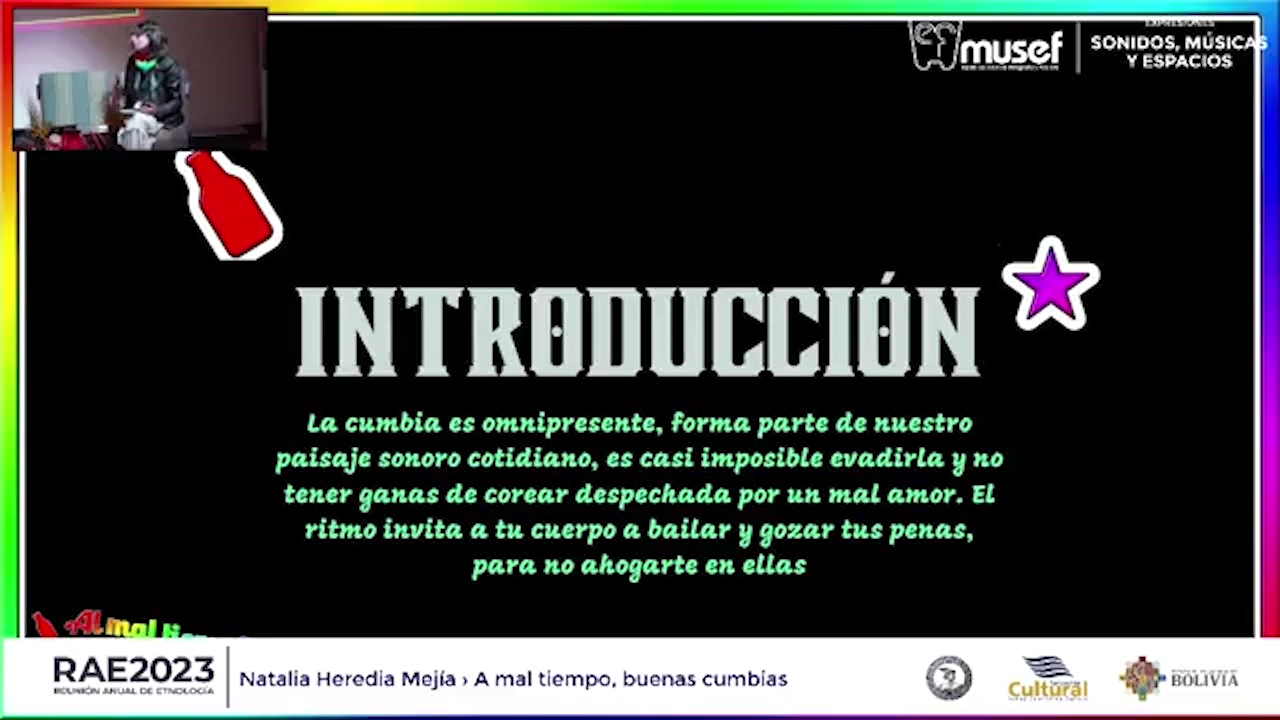 EXPRESIONES
musef
SONIDOS, MÚSICAS
Y ESPACIOS
INTRODUCCIÓN
La cumbia es omnipresente, forma parte de nuestro
paisaje sonoro cotidiano, es casi imposible evadirla y no
tener ganas de corear despechada por un mal amor. El
ritmo invita a tu cuerpo a bailar y gozar tus penas,
para no ahogarte en ellas
Al mal
RAE2023
REUNIÓN ANUAL DE ETNOLOGÍA
Natalia Heredia Mejía › A mal tiempo, buenas cumbias
Cultural
BOLIVIA